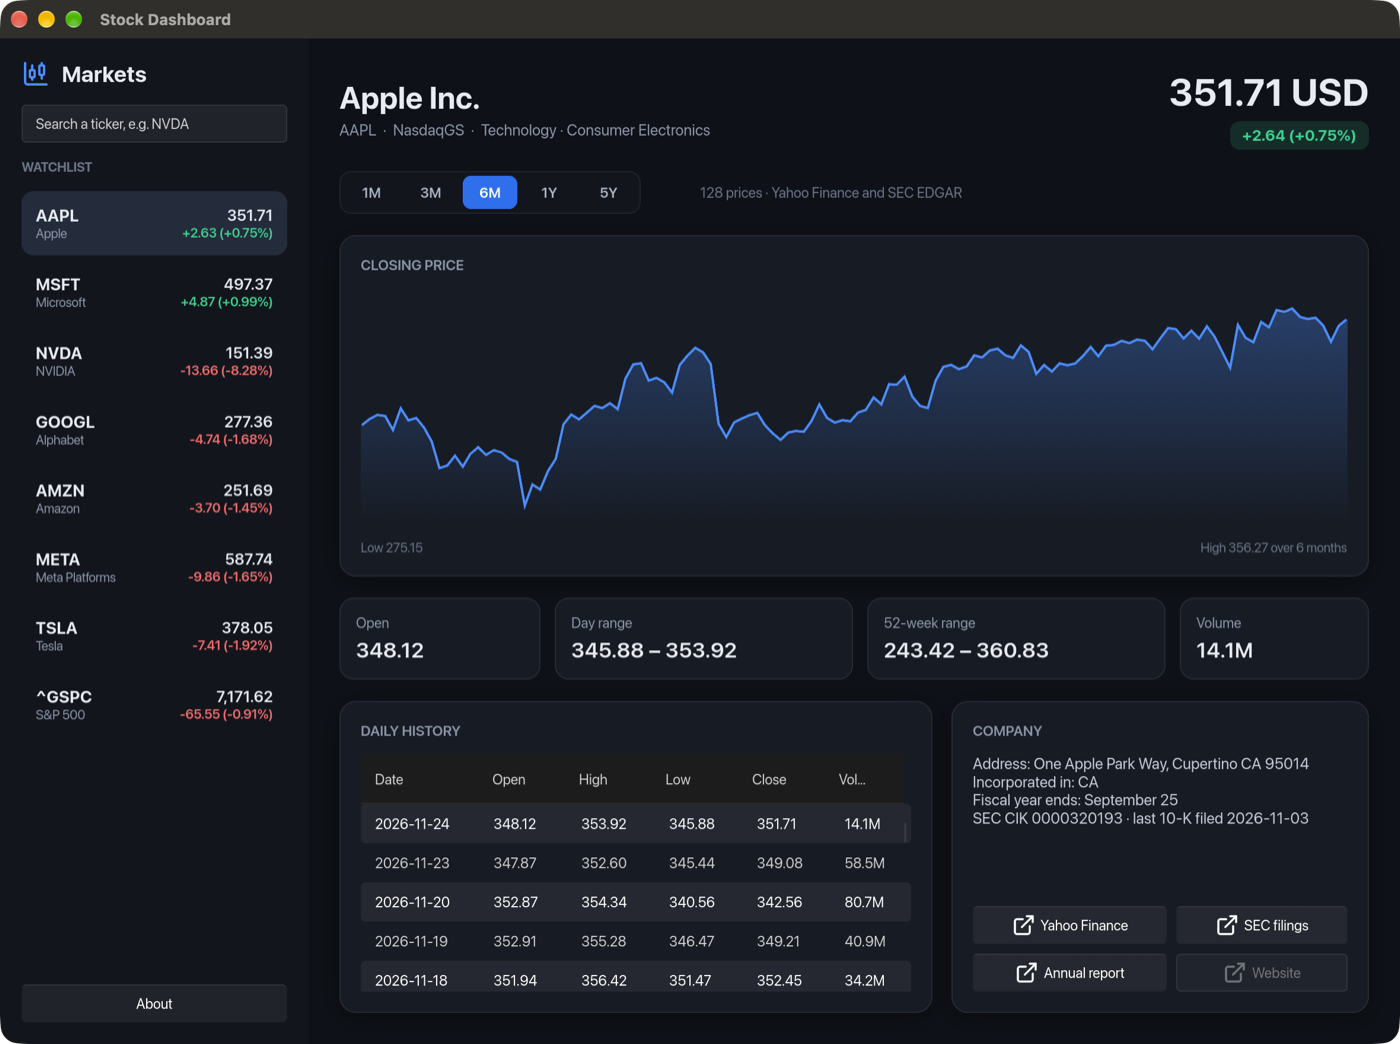 Stock Dashboard
Markets
Search a ticker, e.g. NVDA
WATCHLIST
AAPL 351.71
Apple +2.63 (+0.75%)
MSFT 497.37
Microsoft +4.87 (+0.99%)
NVDA 151.39
NVIDIA -13.66 (-8.28%)
GOOGL 277.36
Alphabet -4.74 (-1.68%)
AMZN 251.69
Amazon -3.70 (-1.45%)
META 587.74
Meta Platforms -9.86 (-1.65%)
TSLA 378.05
Tesla -7.41 (-1.92%)
^GSPC 7,171.62
S&P 500 -65.55 (-0.91%)
About
Apple Inc.
AAPL · NasdaqGS · Technology · Consumer Electronics
351.71 USD
+2.64 (+0.75%)
1M 3M 6M 1Y 5Y
128 prices · Yahoo Finance and SEC EDGAR
CLOSING PRICE
Low 275.15
High 356.27 over 6 months
Open
348.12
Day range
345.88 – 353.92
52-week range
243.42 – 360.83
Volume
14.1M
DAILY HISTORY
Date Open High Low Close Vol...
2026-11-24 348.12 353.92 345.88 351.71 14.1M
2026-11-23 347.87 352.60 345.44 349.08 58.5M
2026-11-20 352.87 354.34 340.56 342.56 80.7M
2026-11-19 352.91 355.28 346.47 349.21 40.9M
2026-11-18 351.94 356.42 351.47 352.45 34.2M
COMPANY
Address: One Apple Park Way, Cupertino CA 95014
Incorporated in: CA
Fiscal year ends: September 25
SEC CIK 0000320193 · last 10-K filed 2026-11-03
Yahoo Finance
SEC filings
Annual report
Website